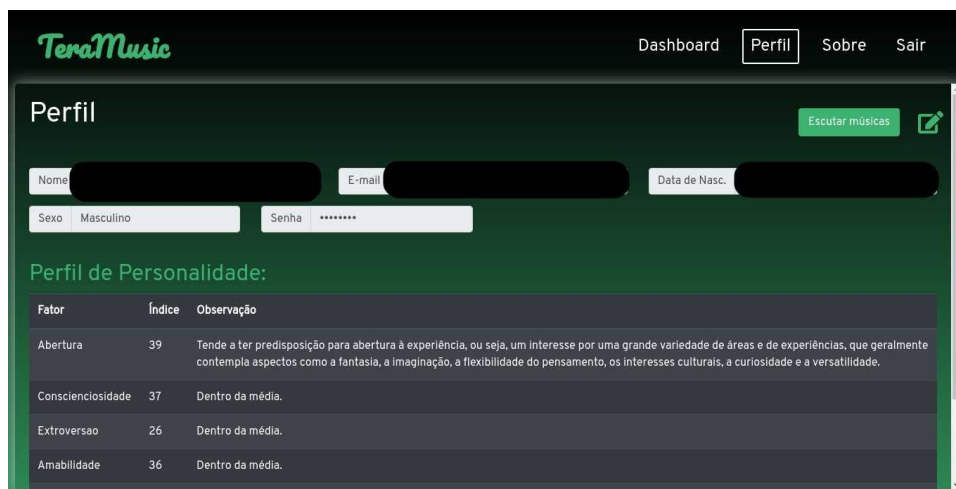 TeraMusic
Dashboard Perfil Sobre Sair
Perfil
Escutar músicas
Nome E-mail Data de Nasc.
Sexo Masculino Senha ••••••••
Perfil de Personalidade:
Fator Índice Observação
Abertura 39 Tende a ter predisposição para abertura à experiência, ou seja, um interesse por uma grande variedade de áreas e de experiências, que geralmente
contempla aspectos como a fantasia, a imaginação, a flexibilidade do pensamento, os interesses culturais, a curiosidade e a versatilidade.
Conscienciosidade 37 Dentro da média.
Extroversao 26 Dentro da média.
Amabilidade 36 Dentro da média.